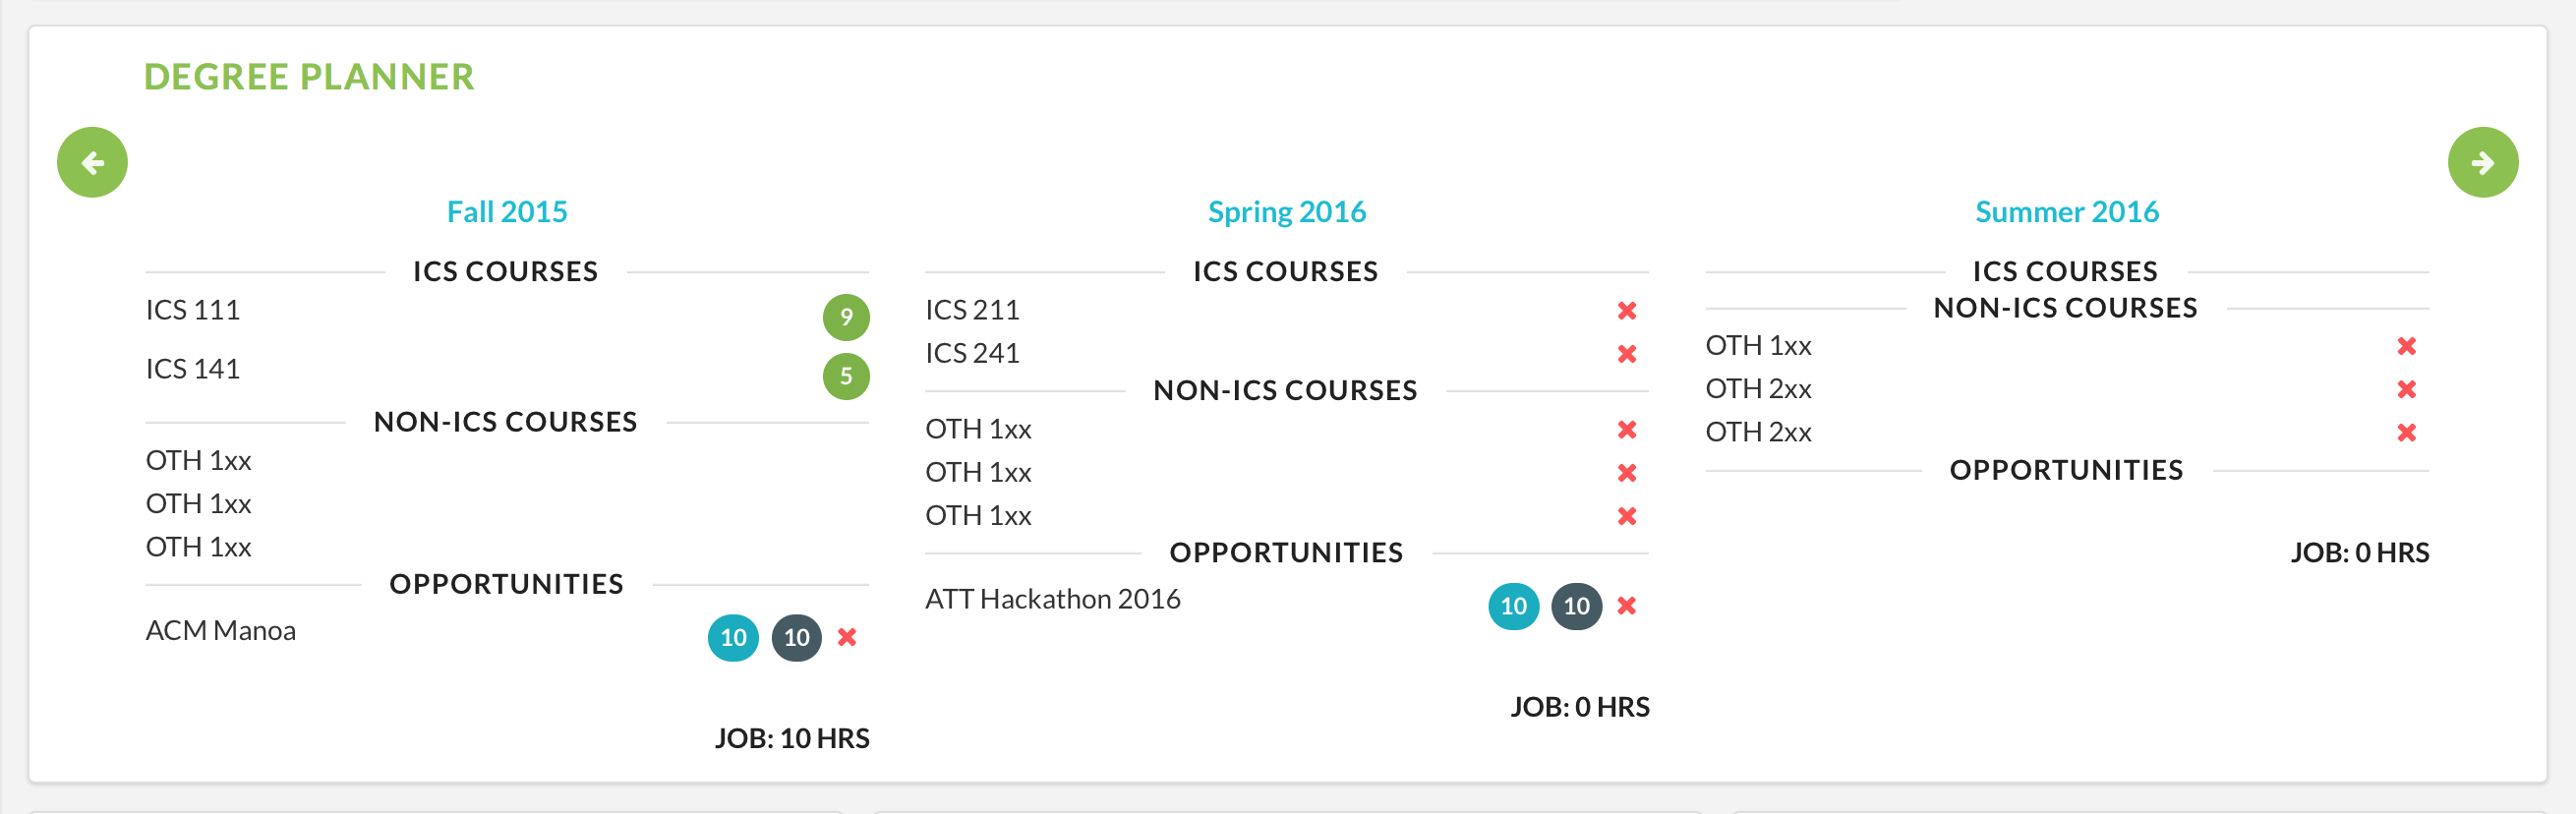 DEGREE PLANNER
Fall 2015
ICS COURSES
ICS 111 9
ICS 141 5
NON-ICS COURSES
OTH 1xx
OTH 1xx
OTH 1xx
OPPORTUNITIES
ACM Manoa 10 10
JOB: 10 HRS
Spring 2016
ICS COURSES
ICS 211
ICS 241
NON-ICS COURSES
OTH 1xx
OTH 1xx
OTH 1xx
OPPORTUNITIES
ATT Hackathon 2016 10 10
JOB: 0 HRS
Summer 2016
ICS COURSES
NON-ICS COURSES
OTH 1xx
OTH 2xx
OTH 2xx
OPPORTUNITIES
JOB: 0 HRS